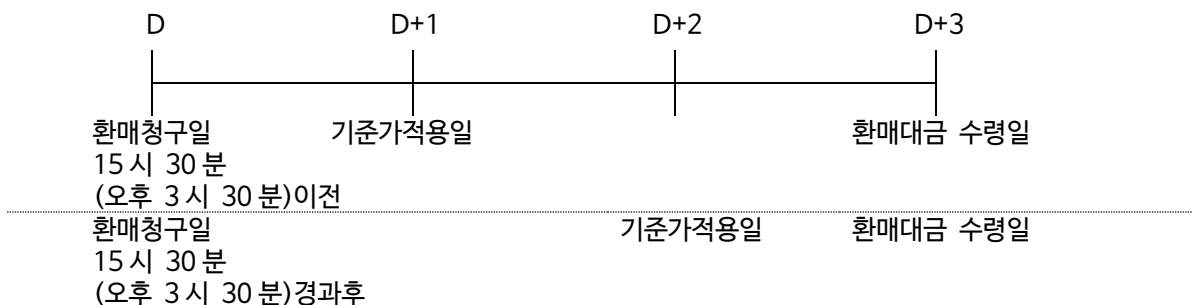 D D+1 D+2 D+3
환매청구일 기준가적용일 환매대금 수령일
15 시 30 분
(오후 3 시 30 분)이전
환매청구일 기준가적용일 환매대금 수령일
15 시 30 분
(오후 3 시 30 분)경과후